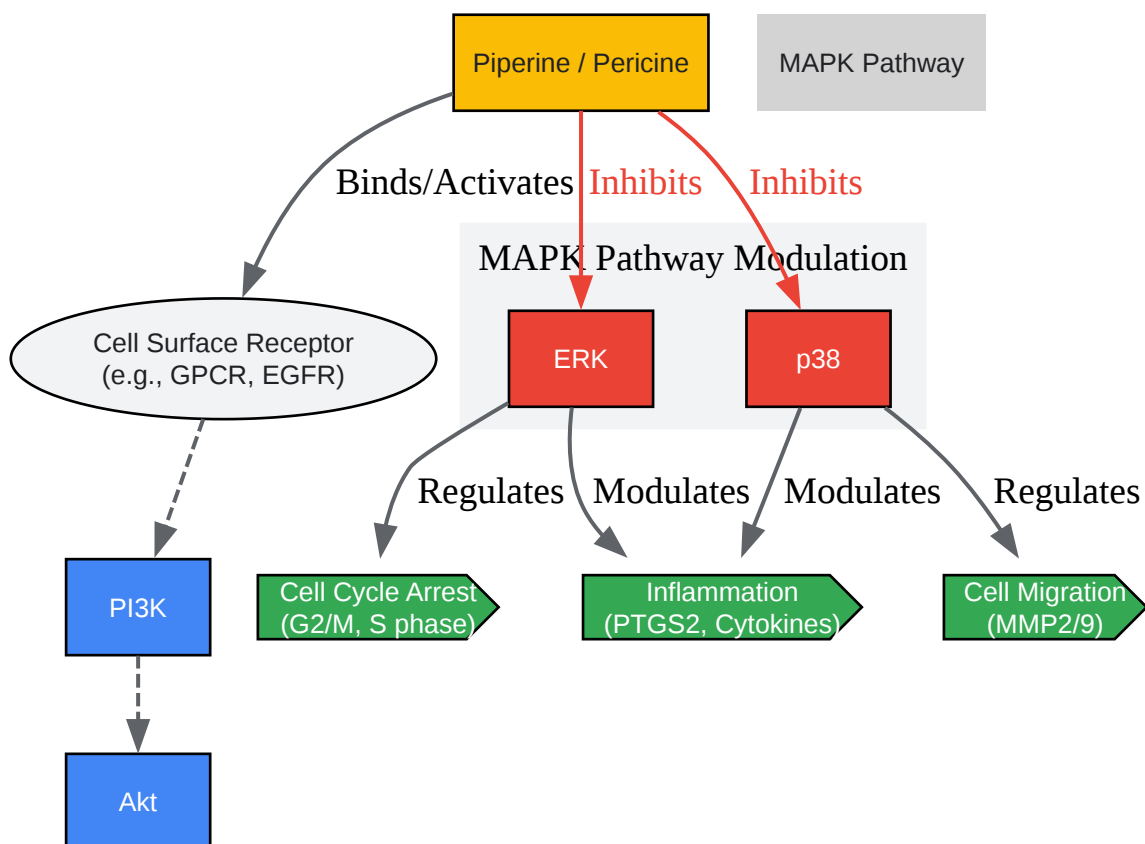 Piperine / Pericine
MAPK Pathway
Binds/Activates
Inhibits
Inhibits
MAPK Pathway Modulation
Cell Surface Receptor
(e.g., GPCR, EGFR)
ERK
p38
Regulates
Modulates
Modulates
Regulates
PI3K
Cell Cycle Arrest
(G2/M, S phase)
Inflammation
(PTGS2, Cytokines)
Cell Migration
(MMP2/9)
Akt